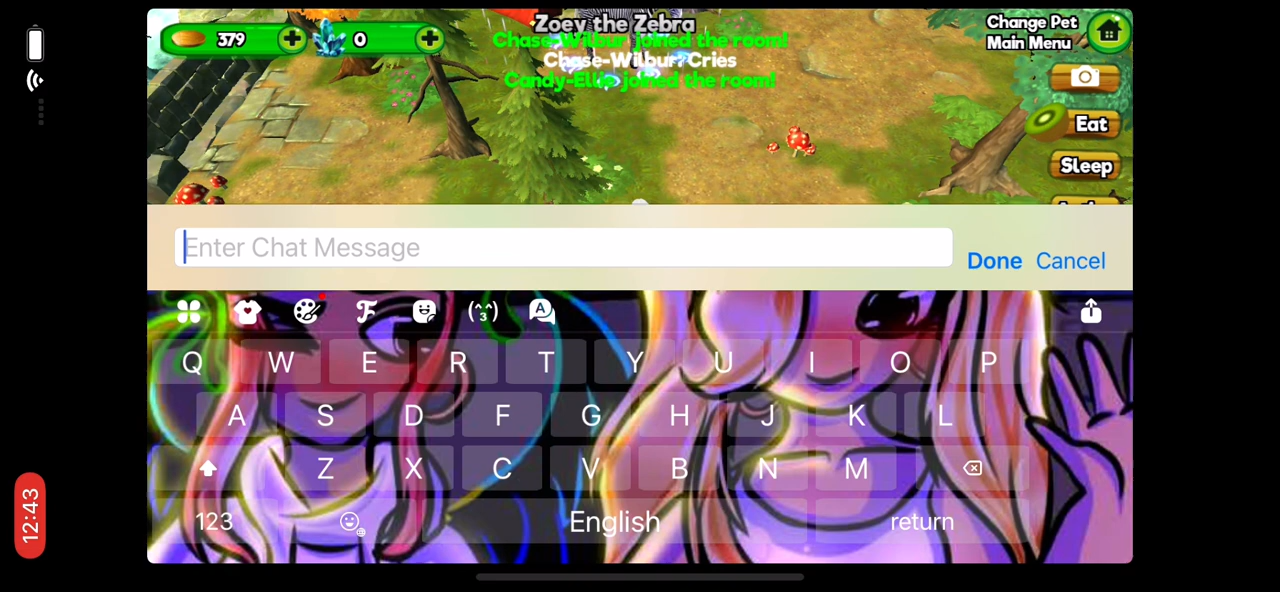 379
0
Zoey the Zebra
Chase-Wilbur joined the room!
Chase-Wilbur: Cries
Candy-Ellie joined the room!
Change Pet
Main Menu
Eat
Sleep
Enter Chat Message
Done Cancel
Q W E R T Y U I O P
A S D F G H J K L
Z X C V B N M
123 English return
12:43